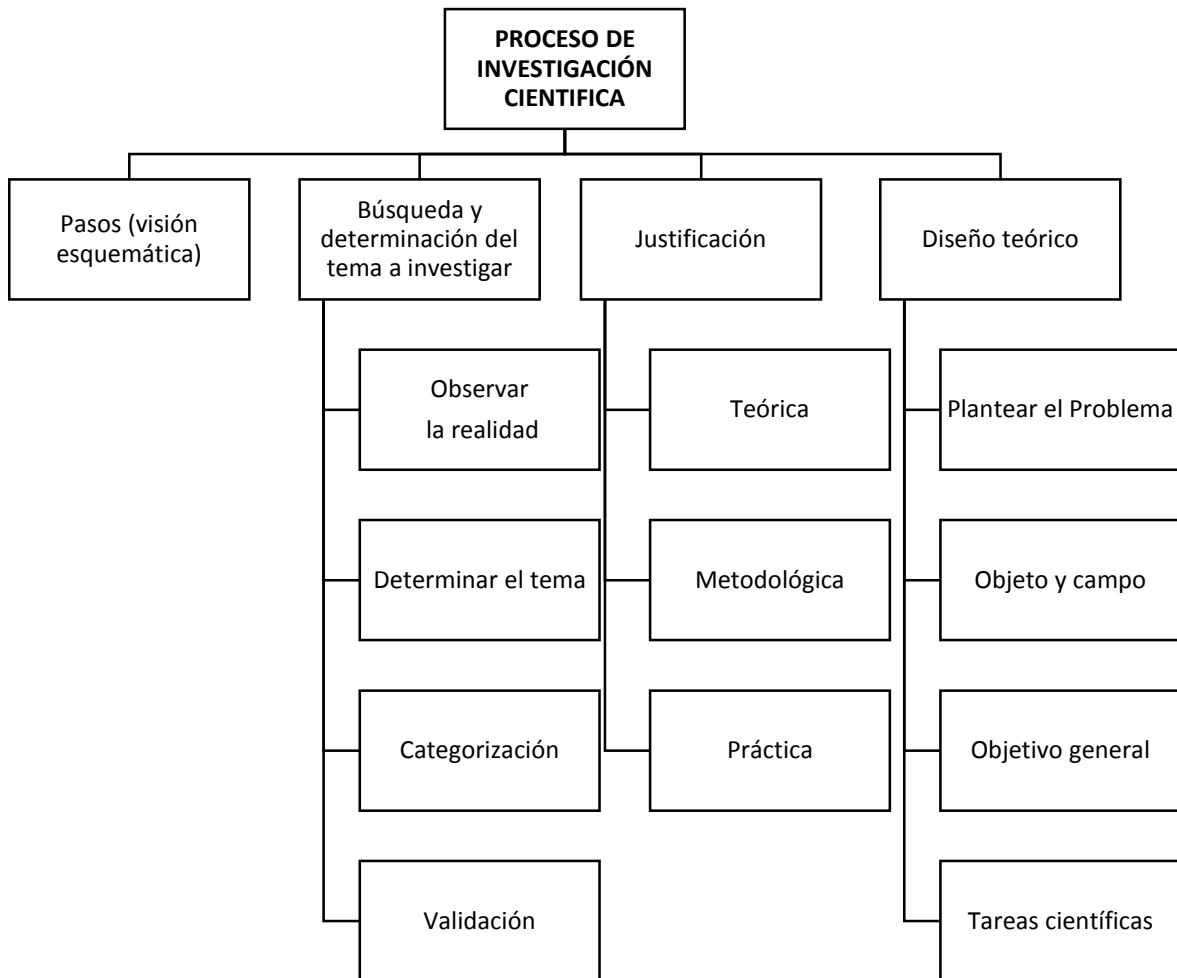 PROCESO DE
INVESTIGACIÓN
CIENTIFICA
Pasos (visión
esquemática)
Búsqueda y
determinación del
tema a investigar
Justificación
Diseño teórico
Observar
la realidad
Determinar el tema
Categorización
Validación
Teórica
Metodológica
Práctica
Plantear el Problema
Objeto y campo
Objetivo general
Tareas científicas